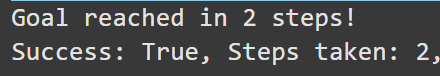 Goal reached in 2 steps!
Success: True, Steps taken: 2,